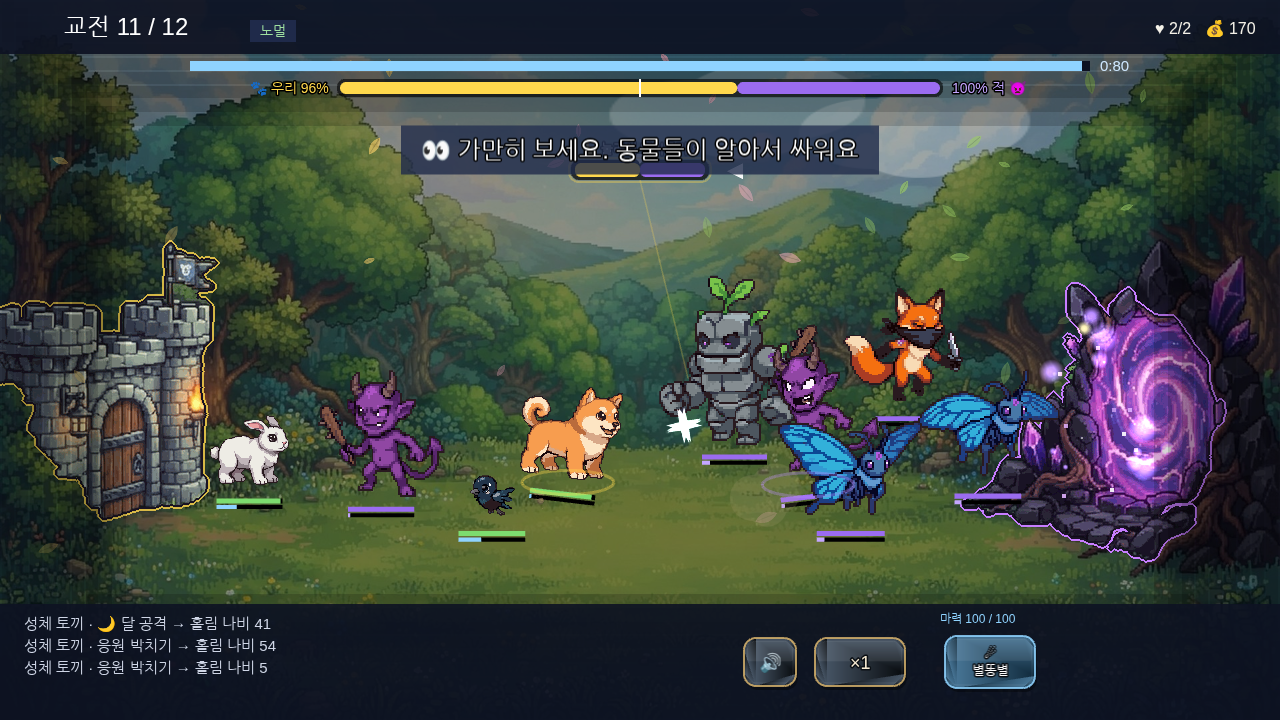 교전 11 / 12
노멀
♥ 2/2 💰 170
0:80
🐾 우리 96%
100% 적 😈
👀 가만히 보세요. 동물들이 알아서 싸워요
성체 토끼 · 🌙 달 공격 → 홀림 나비 41
성체 토끼 · 응원 박치기 → 홀림 나비 54
성체 토끼 · 응원 박치기 → 홀림 나비 5
마력 100 / 100
🔊
×1
☄ 별똥별